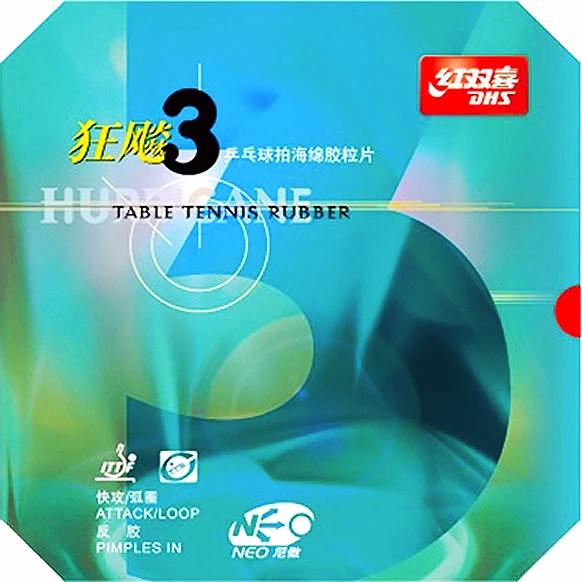 红双喜
DHS
狂飚3 乒乓球拍海绵胶粒片
HURRICANE
TABLE TENNIS RUBBER
ITTF
快攻/弧圈
ATTACK/LOOP
反 胶
PIMPLES IN
NEO
NEO 尼傲